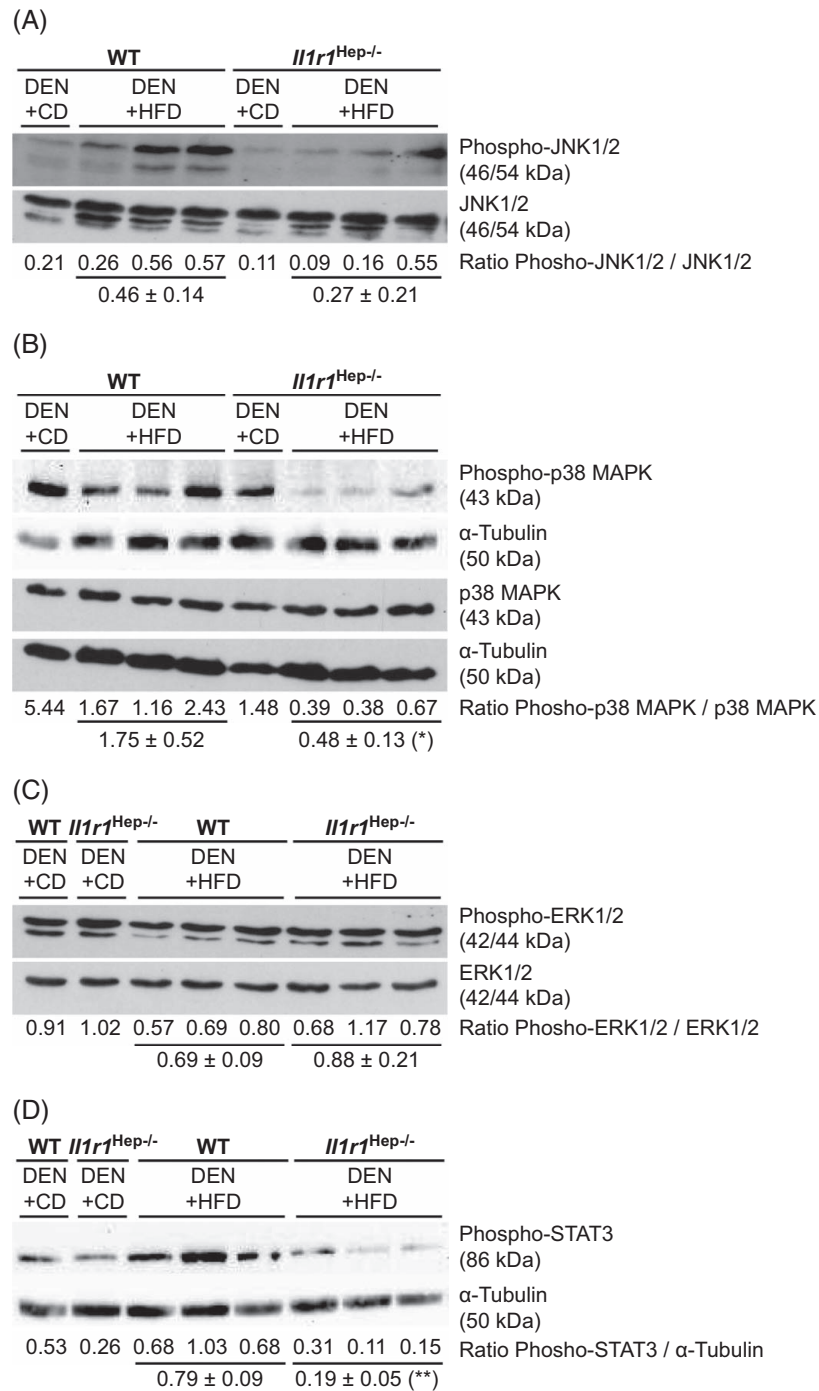 (A)
WT Il1r1Hep-/-
DEN DEN DEN DEN
+CD +HFD +CD +HFD
Phospho-JNK1/2
(46/54 kDa)
JNK1/2
(46/54 kDa)
0.21 0.26 0.56 0.57 0.11 0.09 0.16 0.55 Ratio Phosho-JNK1/2 / JNK1/2
0.46 ± 0.14 0.27 ± 0.21
(B)
WT Il1r1Hep-/-
DEN DEN DEN DEN
+CD +HFD +CD +HFD
Phospho-p38 MAPK
(43 kDa)
α-Tubulin
(50 kDa)
p38 MAPK
(43 kDa)
α-Tubulin
(50 kDa)
5.44 1.67 1.16 2.43 1.48 0.39 0.38 0.67 Ratio Phosho-p38 MAPK / p38 MAPK
1.75 ± 0.52 0.48 ± 0.13 (*)
(C)
WT Il1r1Hep-/- WT Il1r1Hep-/-
DEN DEN DEN DEN
+CD +CD +HFD +HFD
Phospho-ERK1/2
(42/44 kDa)
ERK1/2
(42/44 kDa)
0.91 1.02 0.57 0.69 0.80 0.68 1.17 0.78 Ratio Phosho-ERK1/2 / ERK1/2
0.69 ± 0.09 0.88 ± 0.21
(D)
WT Il1r1Hep-/- WT Il1r1Hep-/-
DEN DEN DEN DEN
+CD +CD +HFD +HFD
Phospho-STAT3
(86 kDa)
α-Tubulin
(50 kDa)
0.53 0.26 0.68 1.03 0.68 0.31 0.11 0.15 Ratio Phosho-STAT3 / α-Tubulin
0.79 ± 0.09 0.19 ± 0.05 (**)